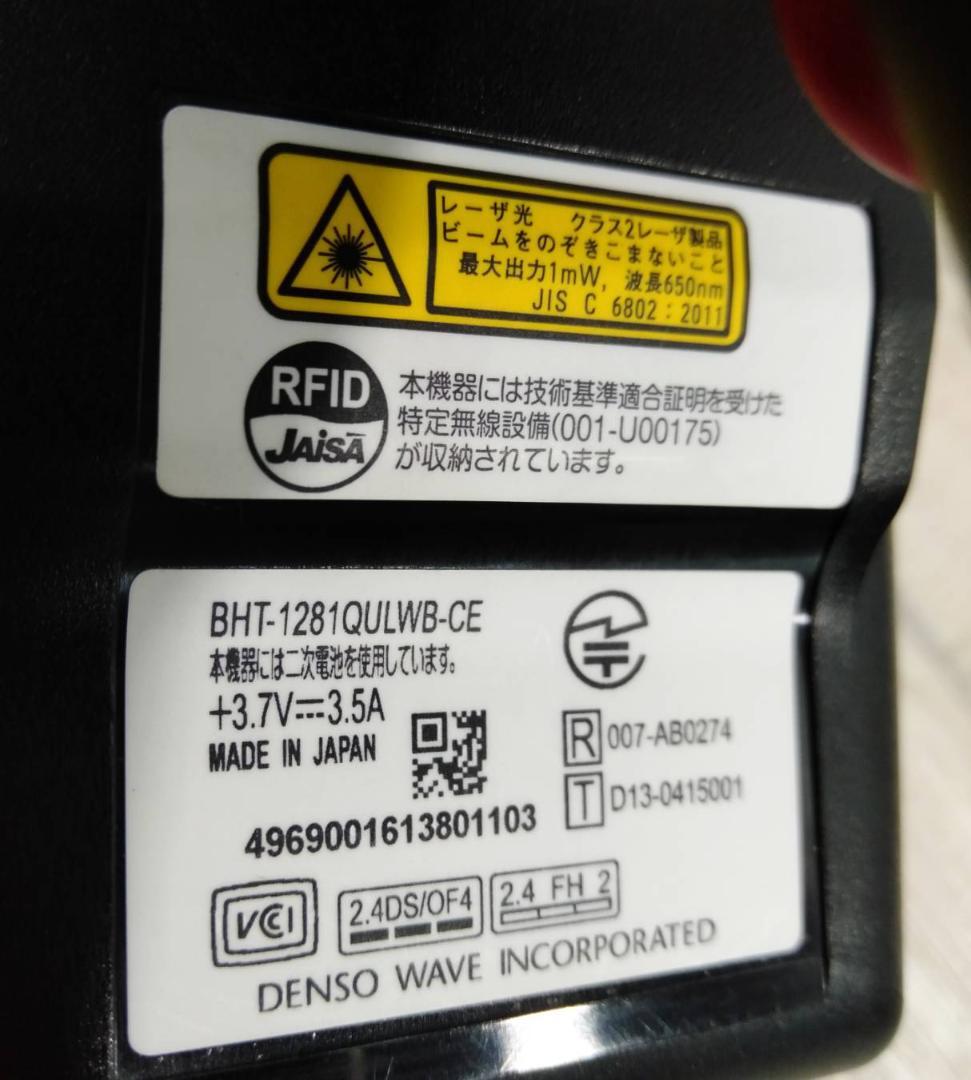 レーザ光 クラス2レーザ製品
ビームをのぞきこまないこと
最大出力1mW, 波長650nm
JIS C 6802：2011
RFID
JAISA
本機器には技術基準適合証明を受けた
特定無線設備(001-U00175)
が収納されています。
BHT-1281QULWB-CE
本機器には二次電池を使用しています。
+3.7V⎓3.5A
MADE IN JAPAN
R 007-AB0274
T D13-0415001
4969001613801103
VCCI
2.4DS/OF4
2.4 FH 2
DENSO WAVE INCORPORATED